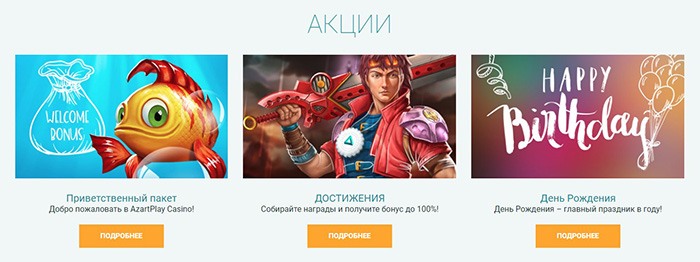 АКЦИИ
WELCOME
BONUS
HAPPY
Birthday
Приветственный пакет
Добро пожаловать в AzartPlay Casino!
ДОСТИЖЕНИЯ
Собирайте награды и получите бонус до 100%!
День Рождения
День Рождения – главный праздник в году!
ПОДРОБНЕЕ
ПОДРОБНЕЕ
ПОДРОБНЕЕ